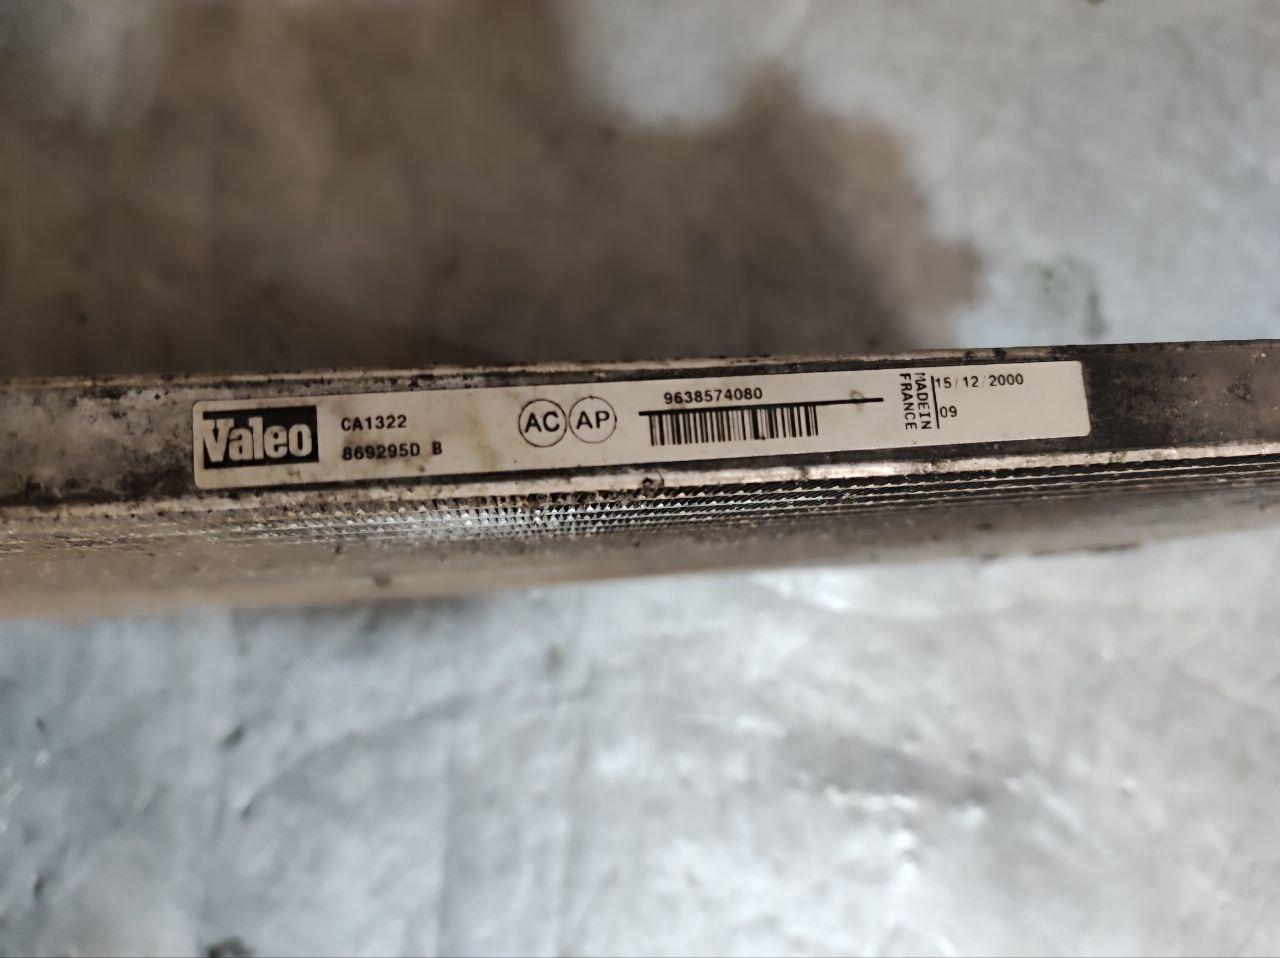 Valeo
CA1322
869295D B
AC AP
9638574080
MADE IN
FRANCE
15/12/2000
09